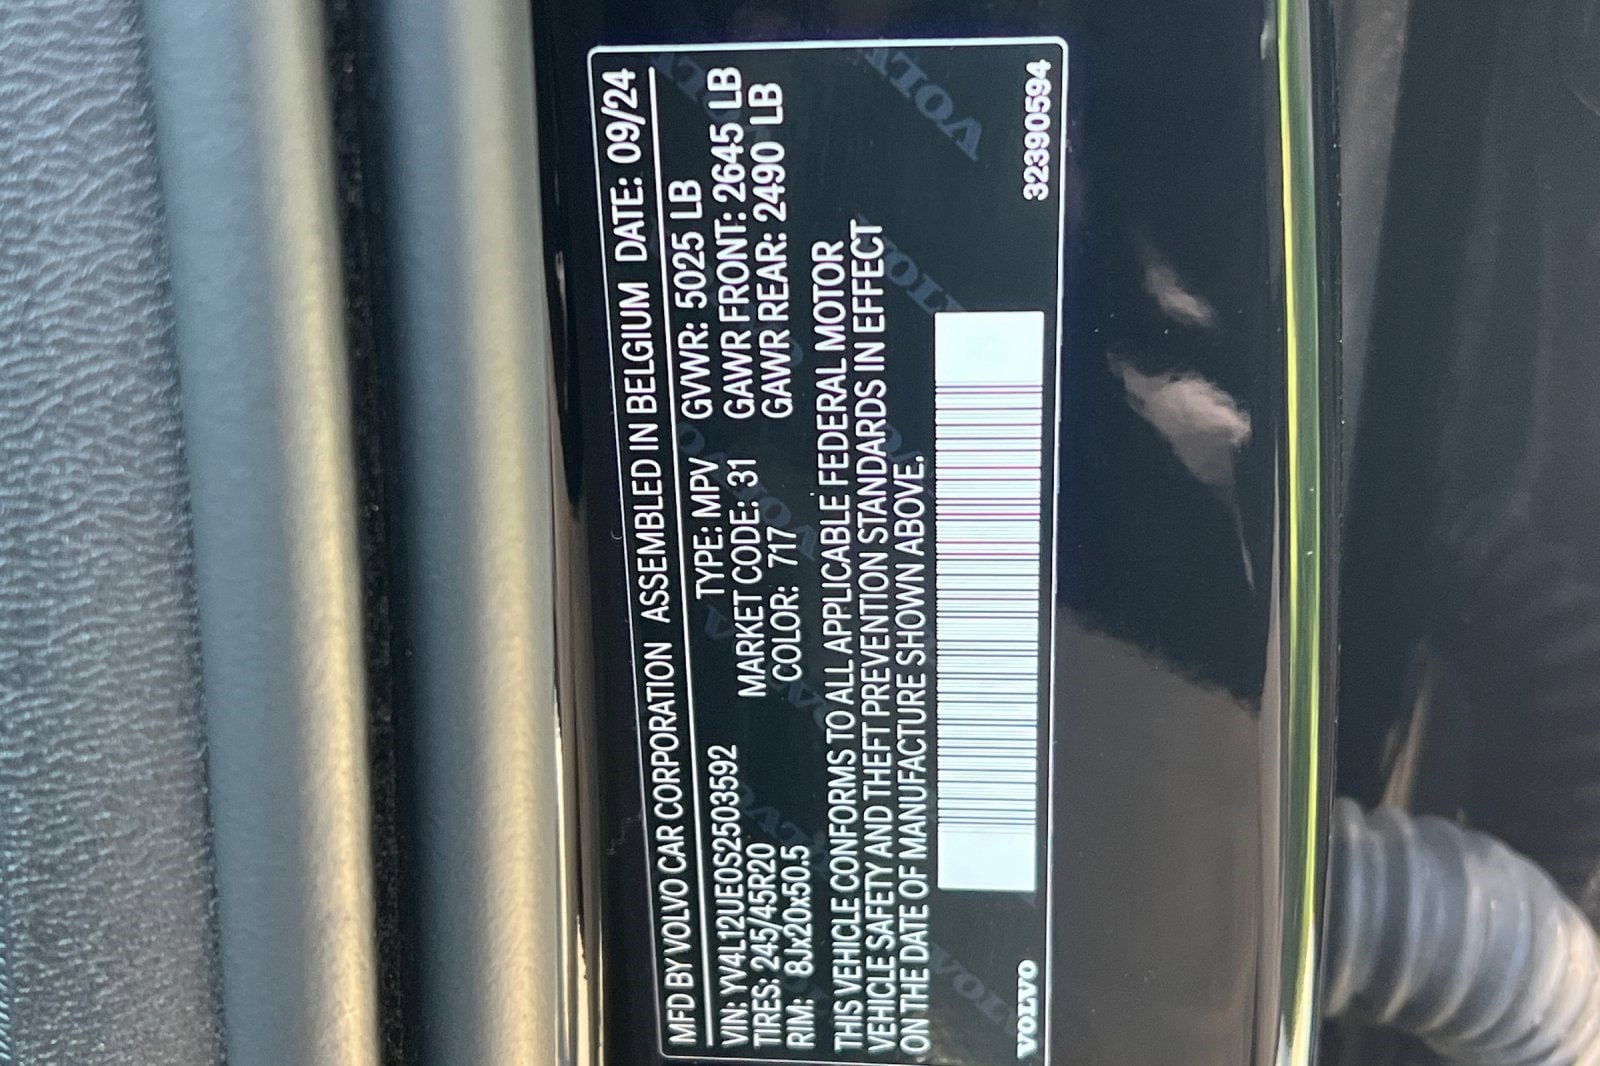 MFD BY VOLVO CAR CORPORATION ASSEMBLED IN BELGIUM DATE: 09/24
VIN: YV4L12UE0S2503592 TYPE: MPV GVWR: 5025 LB
TIRES: 245/45R20 MARKET CODE: 31 GAWR FRONT: 2645 LB
RIM: 8Jx20x50.5 COLOR: 717 GAWR REAR: 2490 LB
THIS VEHICLE CONFORMS TO ALL APPLICABLE FEDERAL MOTOR
VEHICLE SAFETY AND THEFT PREVENTION STANDARDS IN EFFECT
ON THE DATE OF MANUFACTURE SHOWN ABOVE.
VOLVO 32390594